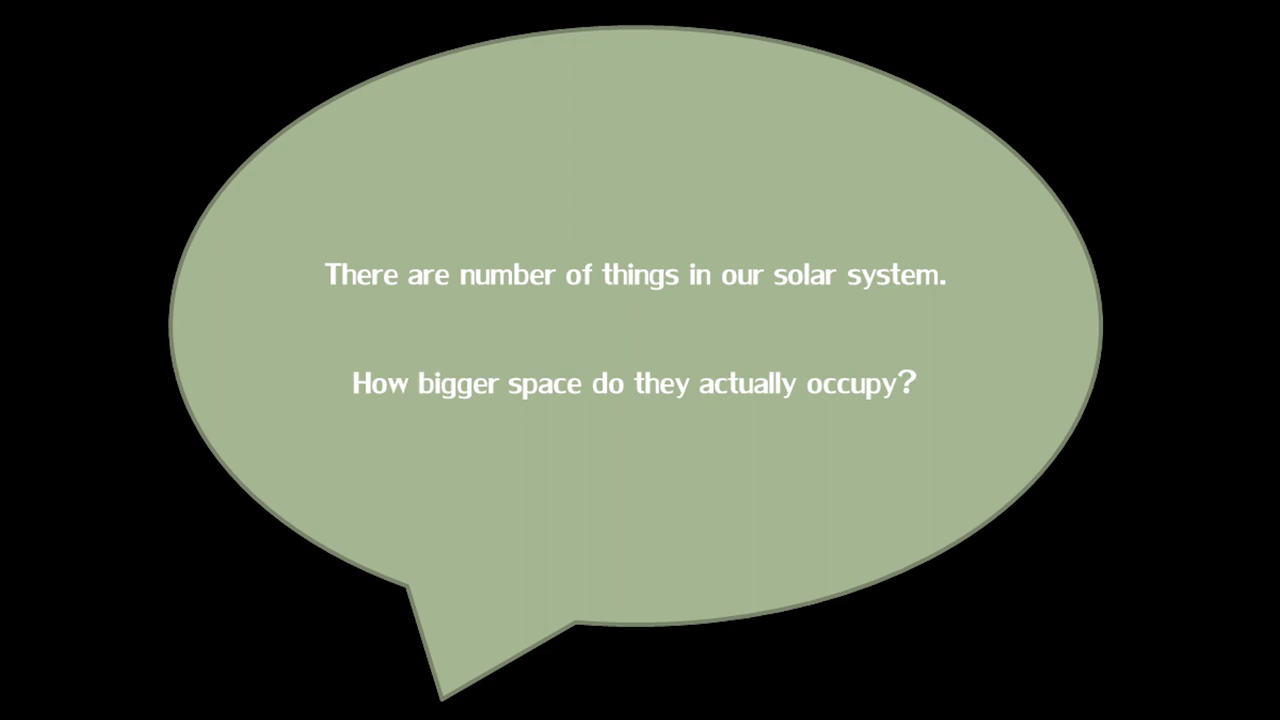 There are number of things in our solar system.
How bigger space do they actually occupy?